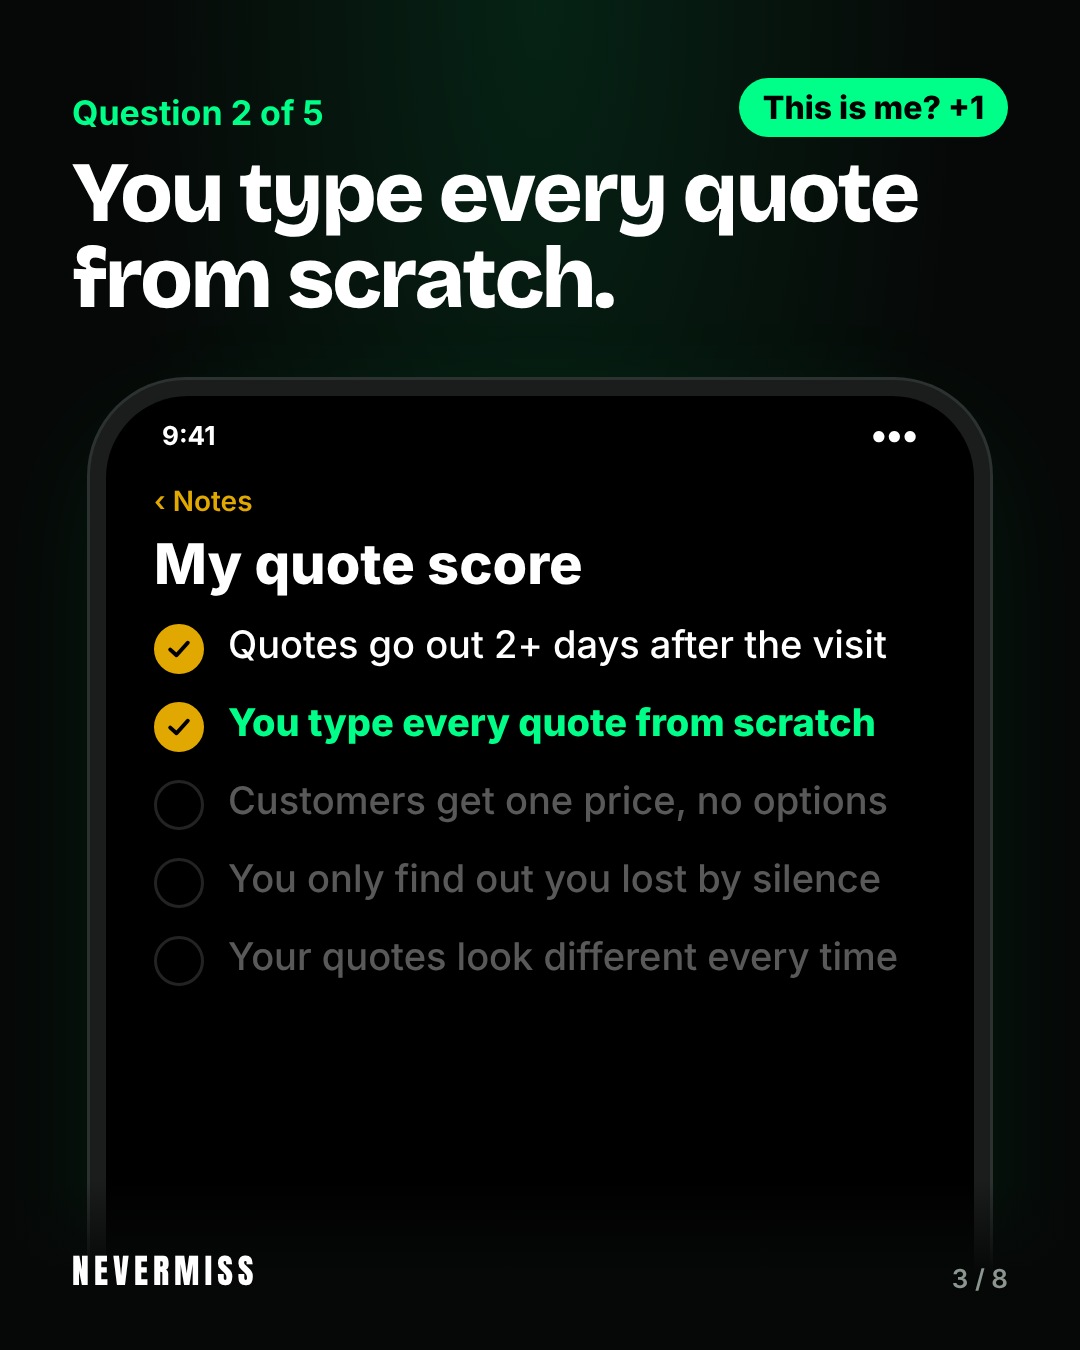 Question 2 of 5
This is me? +1
You type every quote
from scratch.
9:41
‹ Notes
My quote score
Quotes go out 2+ days after the visit
You type every quote from scratch
Customers get one price, no options
You only find out you lost by silence
Your quotes look different every time
NEVERMISS
3 / 8